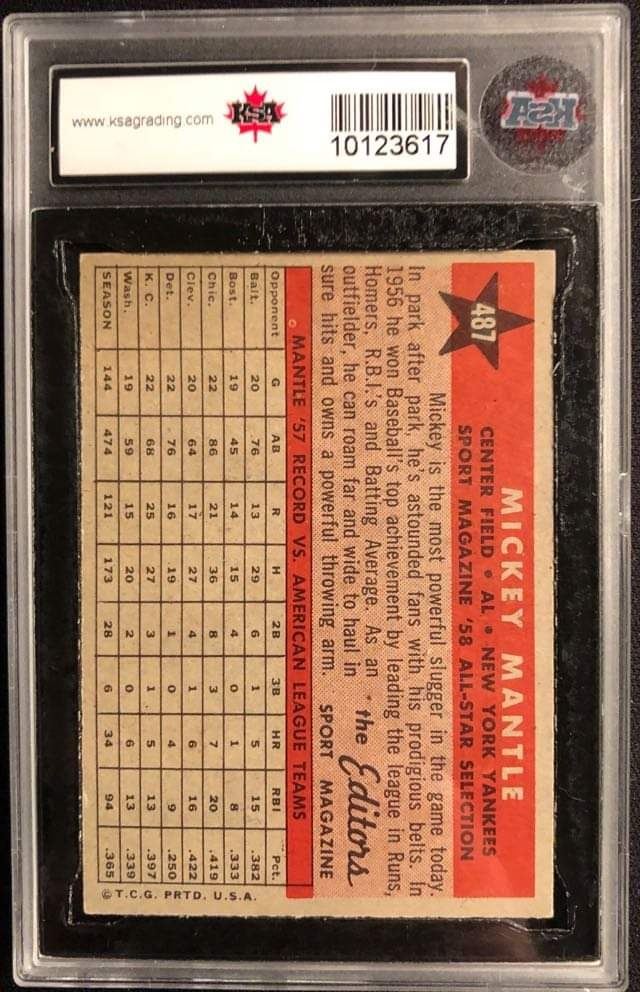 www.ksagrading.com
KSA
10123617
KSA
487
MICKEY MANTLE
CENTER FIELD • AL • NEW YORK YANKEES
SPORT MAGAZINE '58 ALL-STAR SELECTION
Mickey is the most powerful slugger in the game today.
In park after park, he's astounded fans with his prodigious belts. In
1956 he won Baseball's top achievement by leading the league in Runs,
Homers, R.B.I.'s and Batting Average. As an
outfielder, he can roam far and wide to haul in
sure hits and owns a powerful throwing arm.
• the Editors
SPORT MAGAZINE
MANTLE '57 RECORD VS. AMERICAN LEAGUE TEAMS
Opponent G AB R H 2B 3B HR RBI Pct.
Balt. 20 76 13 29 6 1 5 15 .382
Bost. 19 45 14 15 4 0 1 8 .333
Chic. 22 86 21 36 8 3 7 20 .419
Clev. 20 64 17 27 4 1 6 16 .422
Det. 22 76 16 19 1 0 4 9 .250
K. C. 22 68 25 27 3 1 5 13 .397
Wash. 19 59 15 20 2 0 6 13 .339
SEASON 144 474 121 173 28 6 34 94 .365
© T.C.G. PRTD. U.S.A.